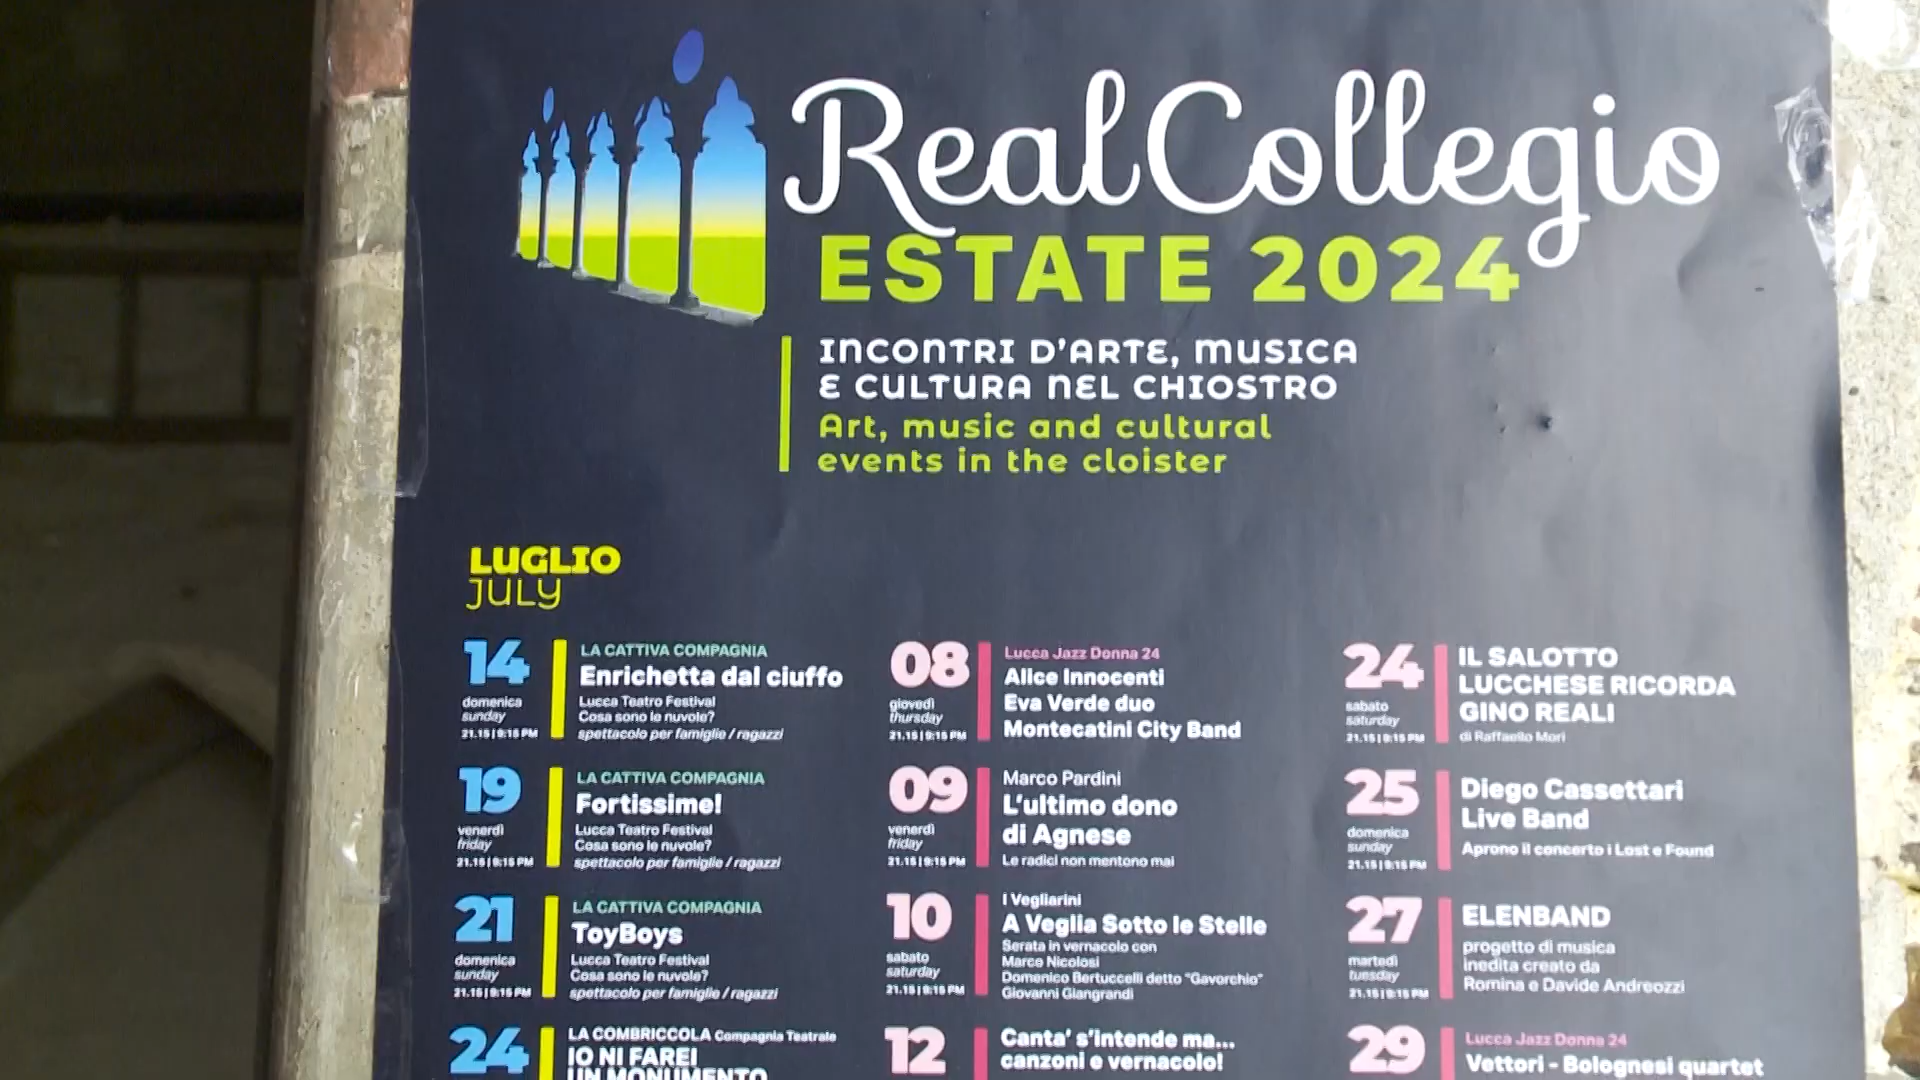 RealCollegio
ESTATE 2024
INCONTRI D'ARTE, MUSICA
E CULTURA NEL CHIOSTRO
Art, music and cultural
events in the cloister
LUGLIO
JULY
14
domenica
sunday
21.15 | 9:15 PM
LA CATTIVA COMPAGNIA
Enrichetta dal ciuffo
Lucca Teatro Festival
Cosa sono le nuvole?
spettacolo per famiglie / ragazzi
19
venerdì
friday
21.15 | 9:15 PM
LA CATTIVA COMPAGNIA
Fortissime!
Lucca Teatro Festival
Cosa sono le nuvole?
spettacolo per famiglie / ragazzi
21
domenica
sunday
21.15 | 9:15 PM
LA CATTIVA COMPAGNIA
ToyBoys
Lucca Teatro Festival
Cosa sono le nuvole?
spettacolo per famiglie / ragazzi
24
LA COMBRICCOLA Compagnia Teatrale
IO NI FAREI
UN MONUMENTO
08
giovedì
thursday
21.15 | 9:15 PM
Lucca Jazz Donna 24
Alice Innocenti
Eva Verde duo
Montecatini City Band
09
venerdì
friday
21.15 | 9:15 PM
Marco Pardini
L'ultimo dono
di Agnese
Le radici non mentono mai
10
sabato
saturday
21.15 | 9:15 PM
I Vegliarini
A Veglia Sotto le Stelle
Serata in vernacolo con
Marco Nicolosi
Domenico Bertuccelli detto "Gavorchio"
Giovanni Giangrandi
12
Canta' s'intende ma...
canzoni e vernacolo!
24
sabato
saturday
21.15 | 9:15 PM
IL SALOTTO
LUCCHESE RICORDA
GINO REALI
di Raffaello Mori
25
domenica
sunday
21.15 | 9:15 PM
Diego Cassettari
Live Band
Aprono il concerto i Lost e Found
27
martedì
tuesday
21.15 | 9:15 PM
ELENBAND
progetto di musica
inedita creato da
Romina e Davide Andreozzi
29
Lucca Jazz Donna 24
Vettori - Bolognesi quartet